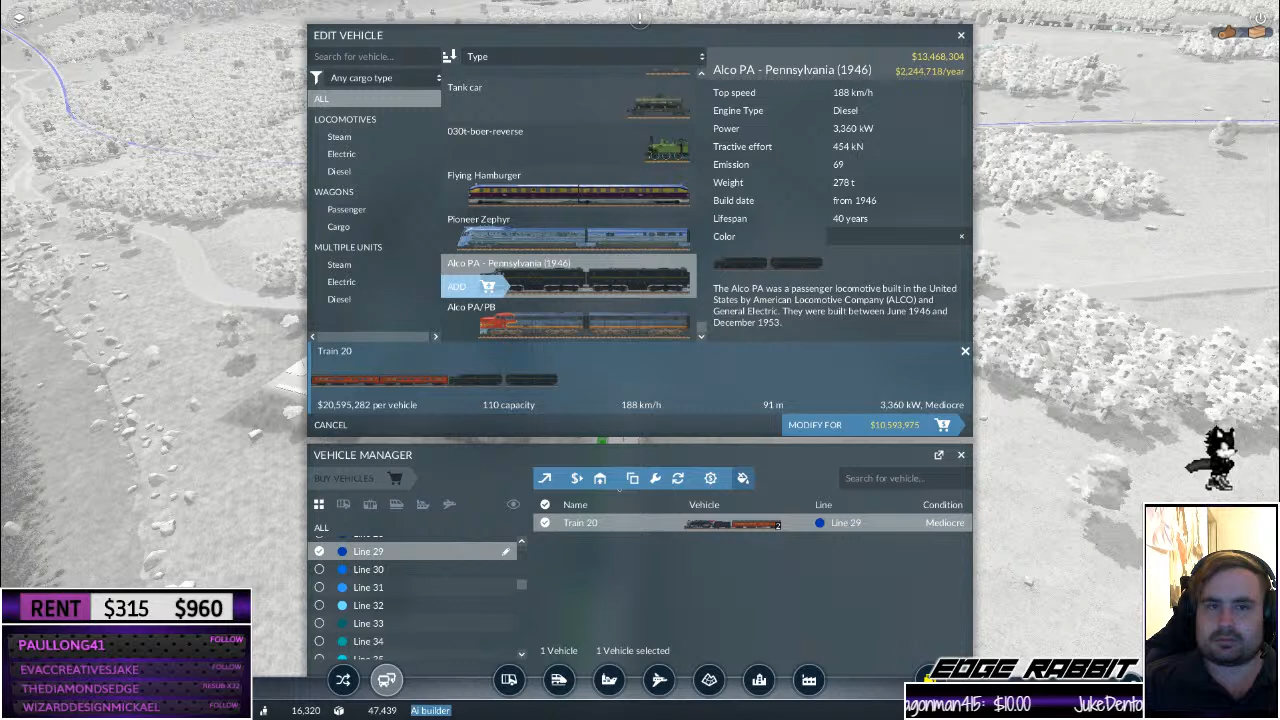 EDIT VEHICLE
Search for vehicle...
Type
Any cargo type
ALL
LOCOMOTIVES
Steam
Electric
Diesel
WAGONS
Passenger
Cargo
MULTIPLE UNITS
Steam
Electric
Diesel
Tank car
030t-boer-reverse
Flying Hamburger
Pioneer Zephyr
Alco PA - Pennsylvania (1946)
ADD
Alco PA/PB
$13,468,304
Alco PA - Pennsylvania (1946)
$2,244,718/year
Top speed 188 km/h
Engine Type Diesel
Power 3,360 kW
Tractive effort 454 kN
Emission 69
Weight 278 t
Build date from 1946
Lifespan 40 years
Color
The Alco PA was a passenger locomotive built in the United
States by American Locomotive Company (ALCO) and
General Electric. They were built between June 1946 and
December 1953.
Train 20
$20,595,282 per vehicle 110 capacity 188 km/h 91 m 3,360 kW, Mediocre
CANCEL MODIFY FOR $10,593,975
VEHICLE MANAGER
BUY VEHICLES
Search for vehicle...
Name Vehicle Line Condition
Train 20 2 Line 29 Mediocre
ALL
Line 29
Line 30
Line 31
Line 32
Line 33
Line 34
1 Vehicle 1 Vehicle selected
16,320 47,439 Ai builder
RENT $315 $960
PAULLONG41 FOLLOW
EVACCREATIVESJAKE FOLLOW
THEDIAMONDSEDGE RESUB X32
WIZARDDESIGNMICKAEL FOLLOW
EDGE RABBIT
agonman415: $10.00 JukeDento